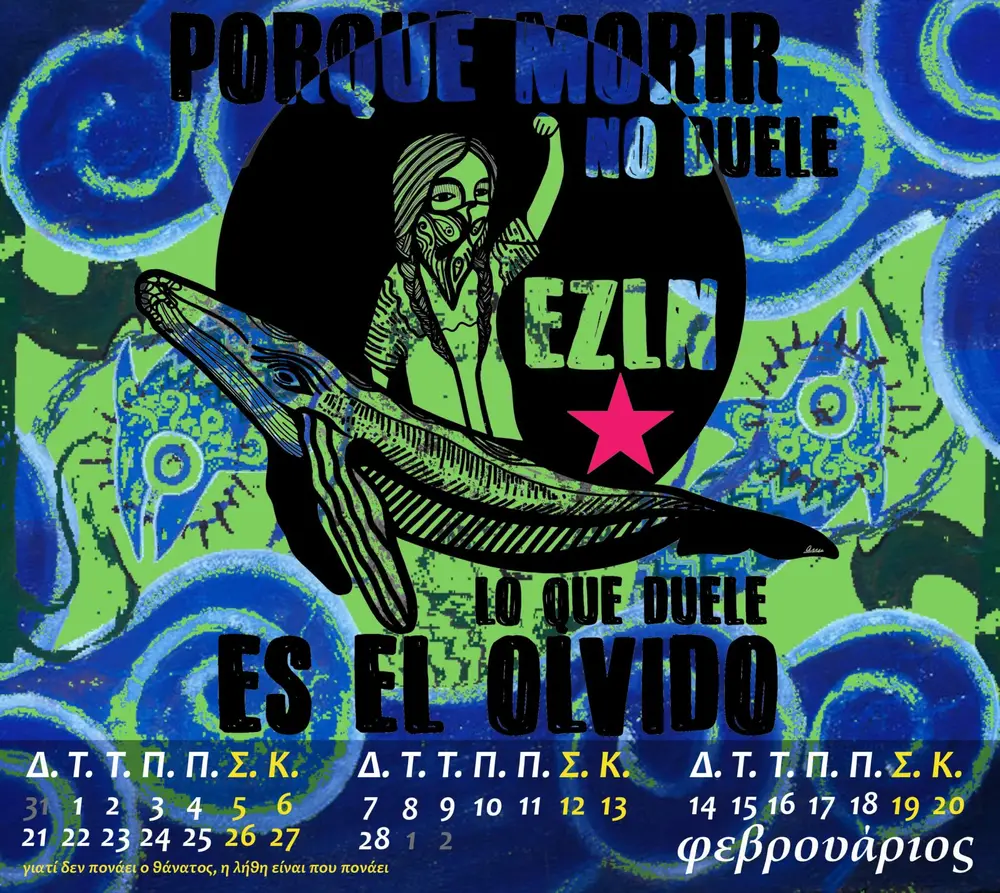 PORQUE MORIR
NO DUELE
EZLN
LO QUE DUELE
ES EL OLVIDO
Δ. Τ. Τ. Π. Π. Σ. Κ. Δ. Τ. Τ. Π. Π. Σ. Κ. Δ. Τ. Τ. Π. Π. Σ. Κ.
31 1 2 3 4 5 6 7 8 9 10 11 12 13 14 15 16 17 18 19 20
21 22 23 24 25 26 27 28 1 2
φεβρουάριος
γιατί δεν πονάει ο θάνατος, η λήθη είναι που πονάει